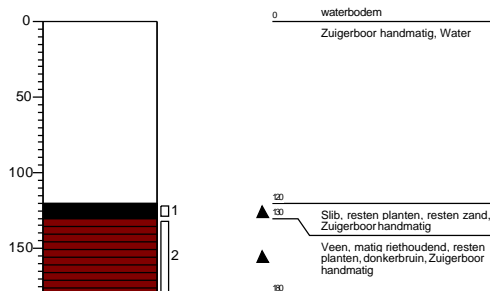 0
waterbodem
0
Zuigerboor handmatig, Water
50
100
120
1
130
Slib, resten planten, resten zand,
Zuigerboor handmatig
150
2
Veen, matig riethoudend, resten
planten, donkerbruin, Zuigerboor
handmatig
180